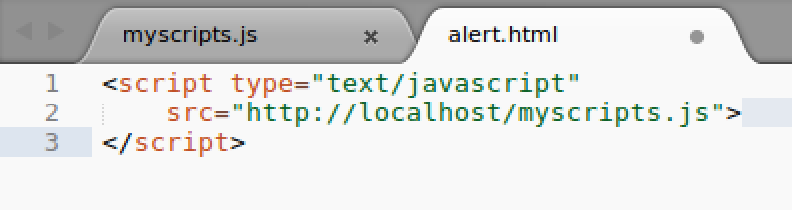 myscripts.js × alert.html
1 <script type="text/javascript"
2     src="http://localhost/myscripts.js">
3 </script>